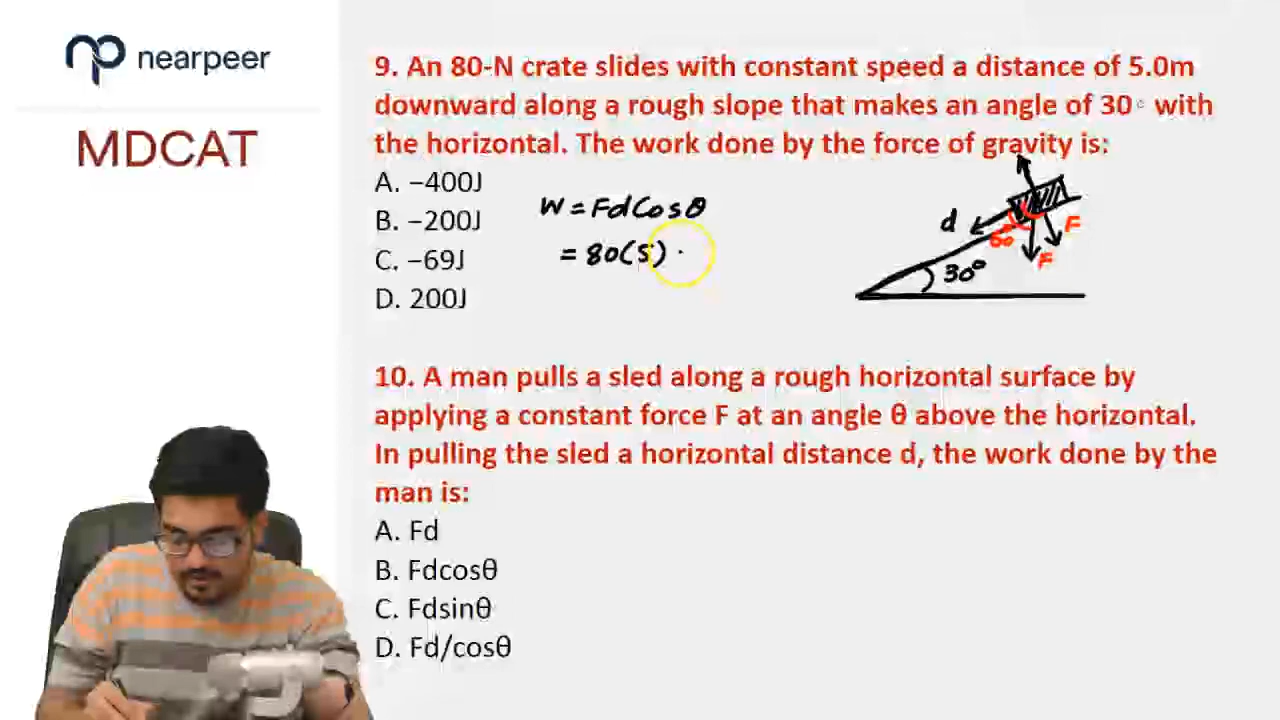 nearpeer
MDCAT
9. An 80-N crate slides with constant speed a distance of 5.0m
downward along a rough slope that makes an angle of 30° with
the horizontal. The work done by the force of gravity is:
A. −400J
B. −200J
C. −69J
D. 200J
W = Fd Cosθ
= 80(5) ·
d
60°
F
F
30°
10. A man pulls a sled along a rough horizontal surface by
applying a constant force F at an angle θ above the horizontal.
In pulling the sled a horizontal distance d, the work done by the
man is:
A. Fd
B. Fdcosθ
C. Fdsinθ
D. Fd/cosθ